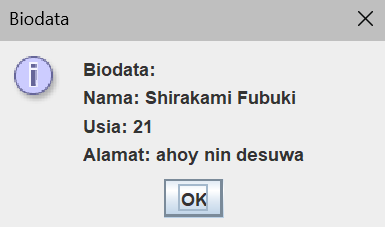 Biodata
Biodata:
Nama: Shirakami Fubuki
Usia: 21
Alamat: ahoy nin desuwa
OK